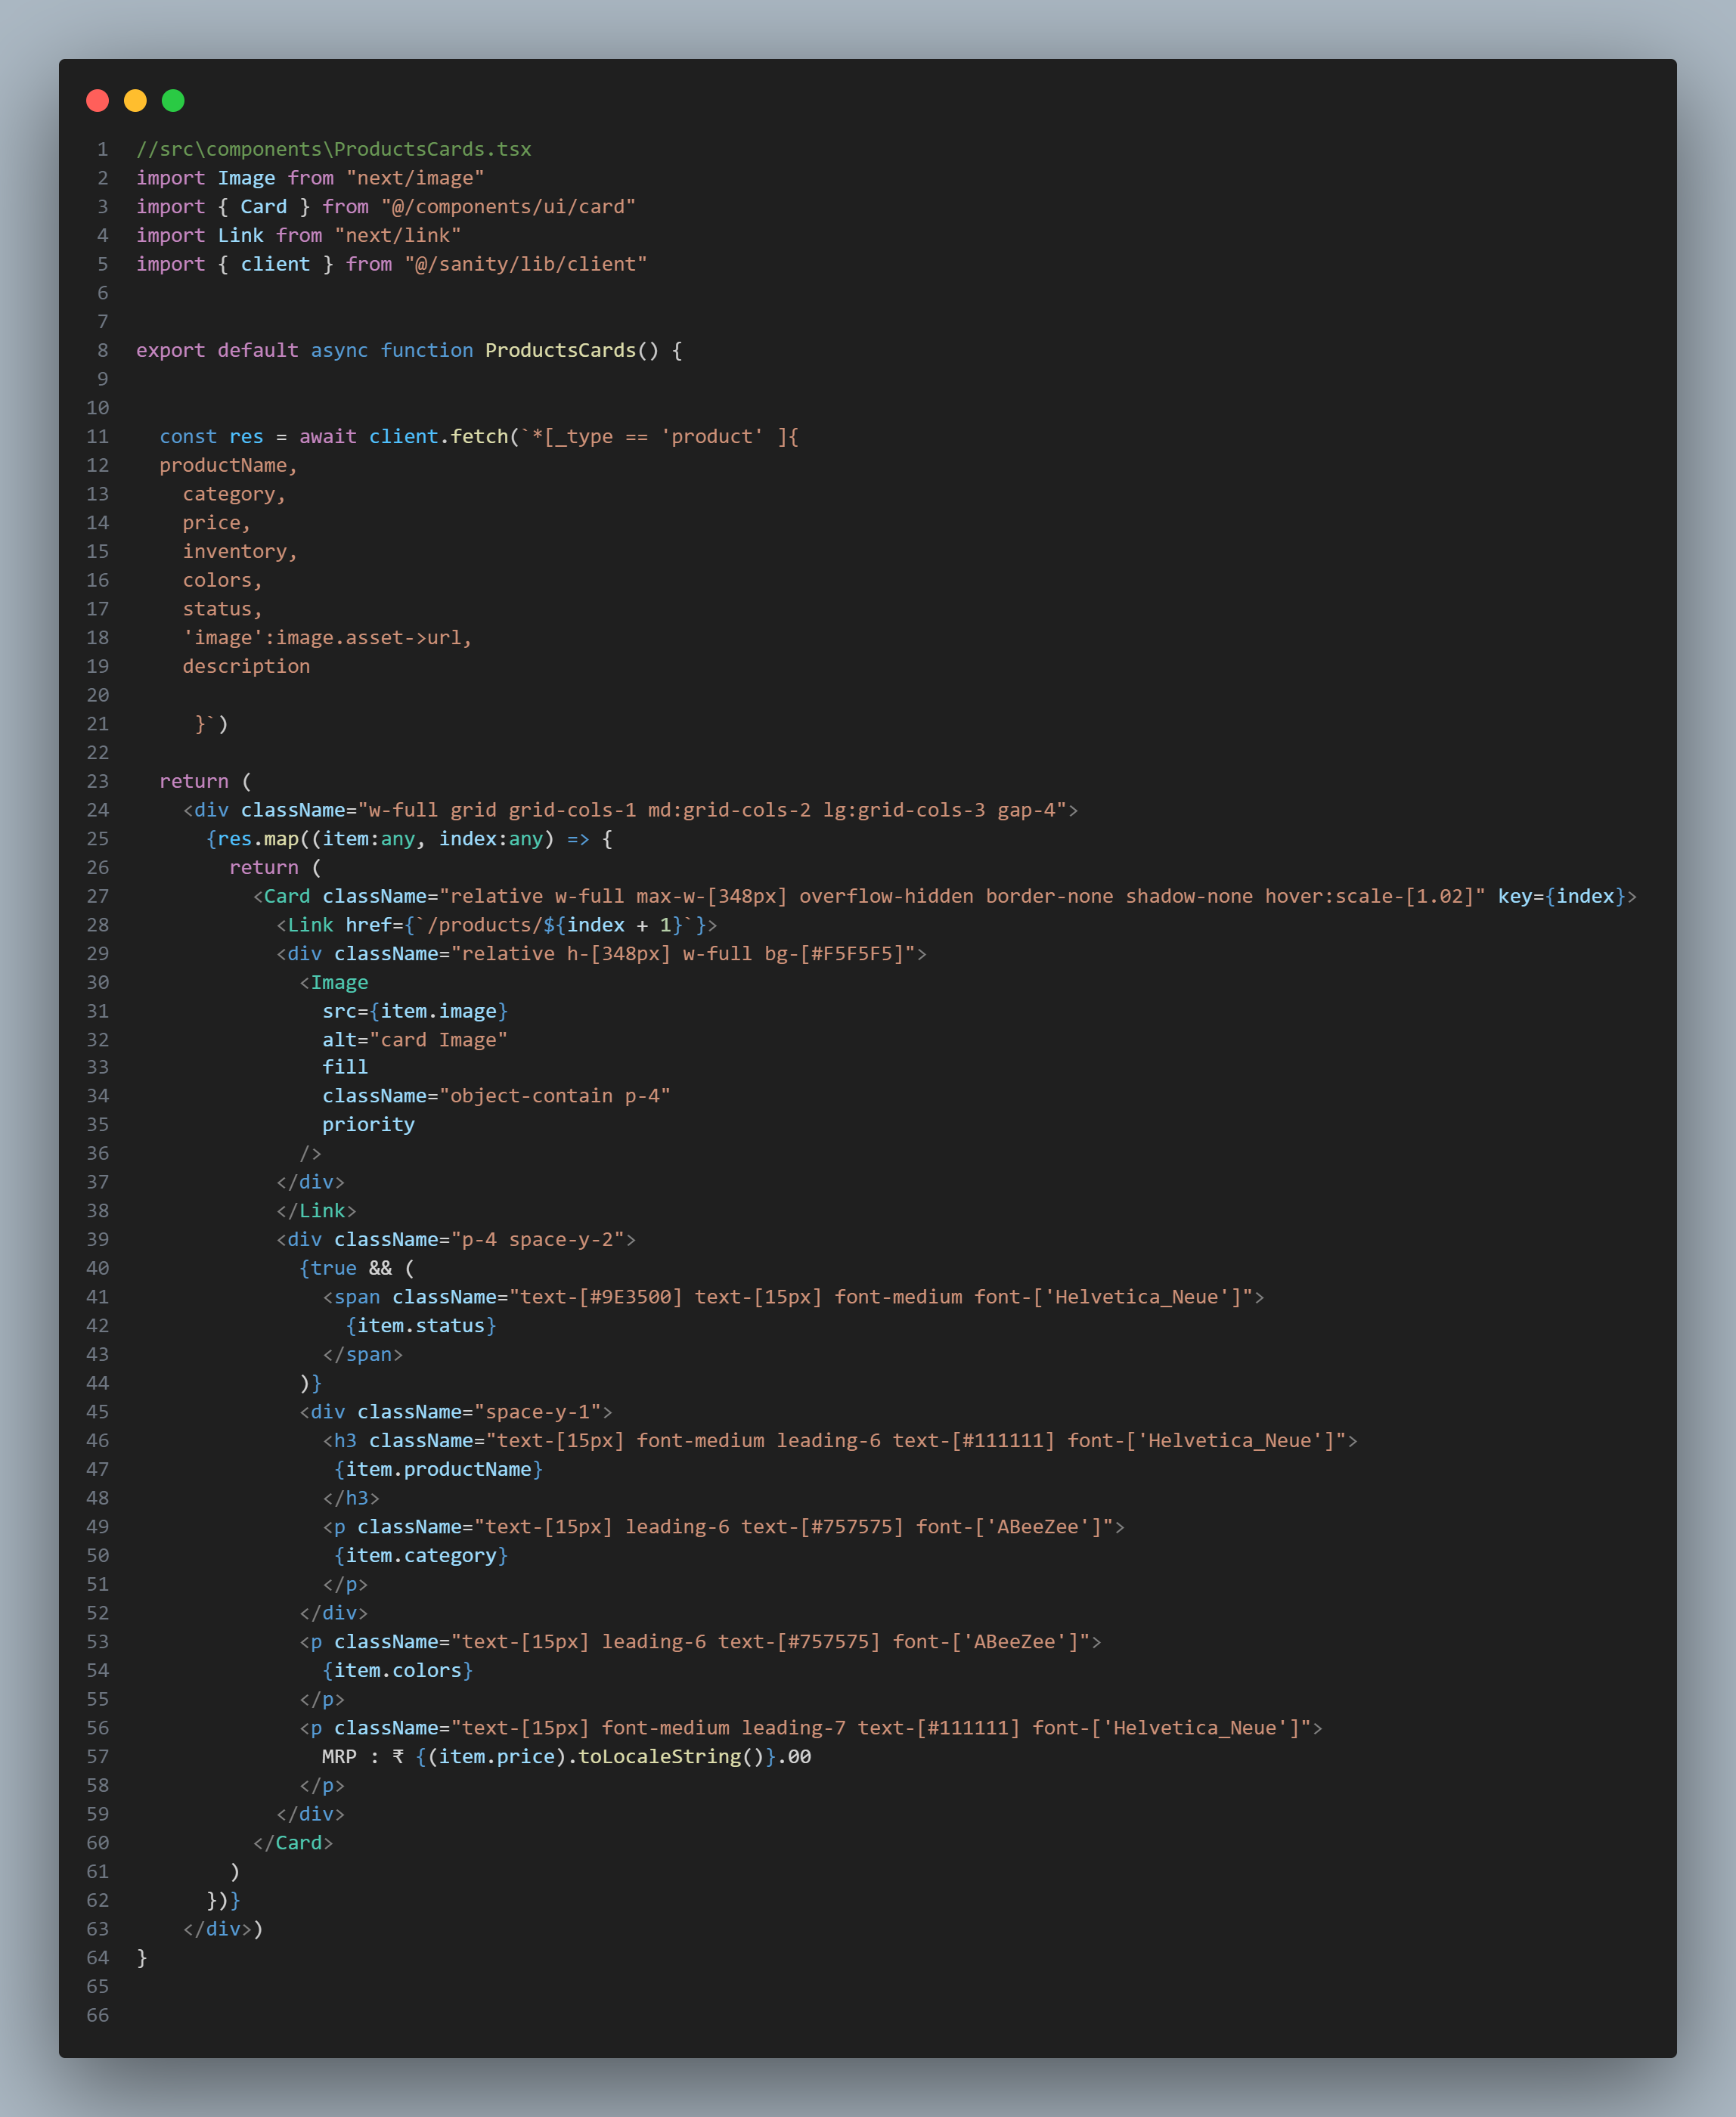 1 //src\components\ProductsCards.tsx
2 import Image from "next/image"
3 import { Card } from "@/components/ui/card"
4 import Link from "next/link"
5 import { client } from "@/sanity/lib/client"
6
7
8 export default async function ProductsCards() {
9
10
11   const res = await client.fetch(`*[_type == 'product' ]{
12   productName,
13     category,
14     price,
15     inventory,
16     colors,
17     status,
18     'image':image.asset->url,
19     description
20
21      }`)
22
23   return (
24     <div className="w-full grid grid-cols-1 md:grid-cols-2 lg:grid-cols-3 gap-4">
25       {res.map((item:any, index:any) => {
26         return (
27           <Card className="relative w-full max-w-[348px] overflow-hidden border-none shadow-none hover:scale-[1.02]" key={index}>
28             <Link href={`/products/${index + 1}`}>
29             <div className="relative h-[348px] w-full bg-[#F5F5F5]">
30               <Image
31                 src={item.image}
32                 alt="card Image"
33                 fill
34                 className="object-contain p-4"
35                 priority
36               />
37             </div>
38             </Link>
39             <div className="p-4 space-y-2">
40               {true && (
41                 <span className="text-[#9E3500] text-[15px] font-medium font-['Helvetica_Neue']">
42                   {item.status}
43                 </span>
44               )}
45               <div className="space-y-1">
46                 <h3 className="text-[15px] font-medium leading-6 text-[#111111] font-['Helvetica_Neue']">
47                  {item.productName}
48                 </h3>
49                 <p className="text-[15px] leading-6 text-[#757575] font-['ABeeZee']">
50                  {item.category}
51                 </p>
52               </div>
53               <p className="text-[15px] leading-6 text-[#757575] font-['ABeeZee']">
54                 {item.colors}
55               </p>
56               <p className="text-[15px] font-medium leading-7 text-[#111111] font-['Helvetica_Neue']">
57                 MRP : ₹ {(item.price).toLocaleString()}.00
58               </p>
59             </div>
60           </Card>
61         )
62       })}
63     </div>)
64 }
65
66